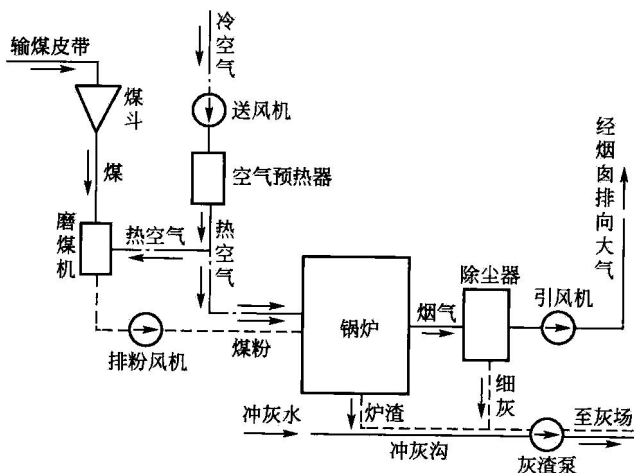 输煤皮带
冷空气
煤斗
送风机
煤
空气预热器
磨煤机
热空气
热空气
经烟囱排向大气
除尘器
引风机
锅炉
烟气
排粉风机
煤粉
细灰
炉渣
冲灰水
冲灰沟
至灰场
灰渣泵